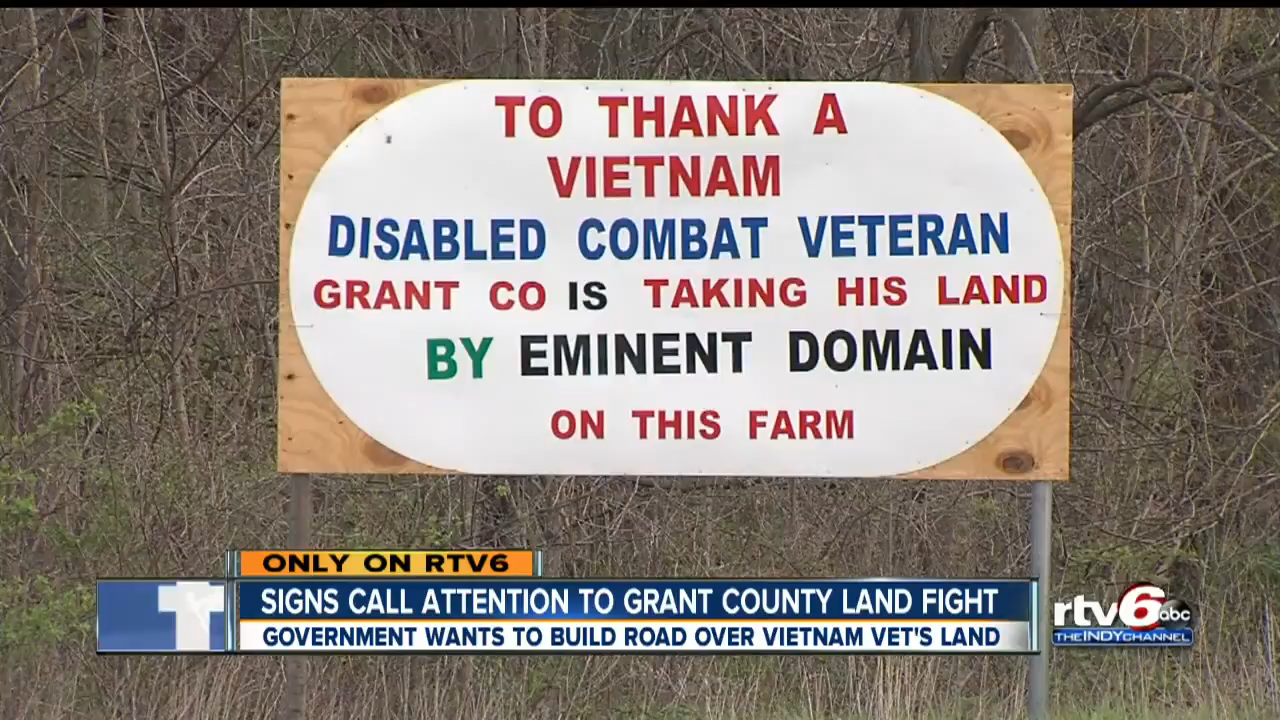 TO THANK A
VIETNAM
DISABLED COMBAT VETERAN
GRANT CO IS TAKING HIS LAND
BY EMINENT DOMAIN
ON THIS FARM
ONLY ON RTV6
SIGNS CALL ATTENTION TO GRANT COUNTY LAND FIGHT
GOVERNMENT WANTS TO BUILD ROAD OVER VIETNAM VET'S LAND
rtv6 abc
THEINDYCHANNEL